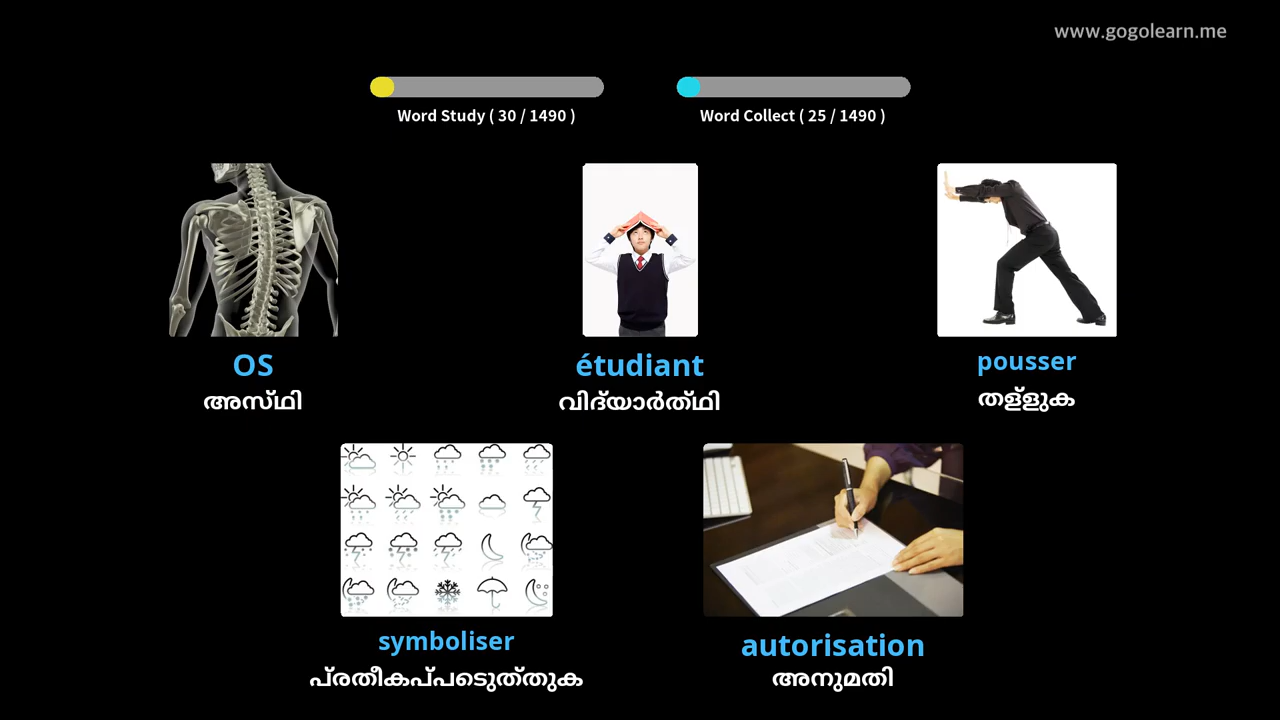 www.gogolearn.me
Word Study ( 30 / 1490 )
Word Collect ( 25 / 1490 )
os
അസ്ഥി
étudiant
വിദ്യാർത്ഥി
pousser
തള്ളുക
symboliser
പ്രതീകപ്പടെുത്തുക
autorisation
അനുമതി